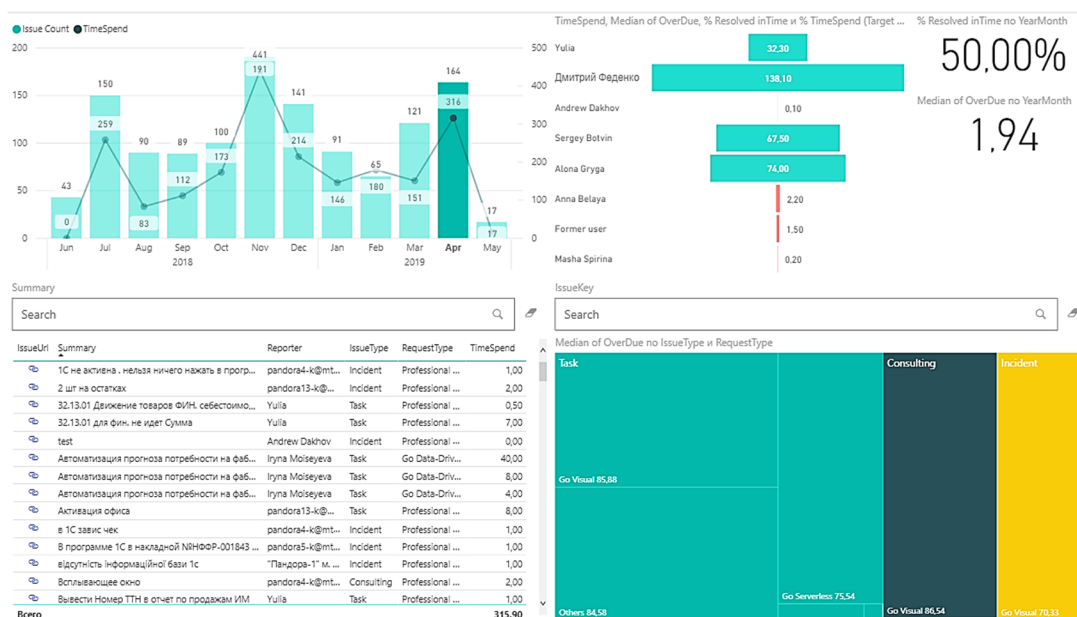 Issue Count TimeSpend
200
150
100
50
0
500
400
300
200
100
0
43
150
90
89
100
441
191
141
91
65
121
164
17
0
259
83
112
173
214
146
180
151
316
17
Jun Jul Aug Sep Oct Nov Dec Jan Feb Mar Apr May
2018 2019
TimeSpend, Median of OverDue, % Resolved inTime и % TimeSpend (Target ...
Yulia 32,30
Дмитрий Феденко 138,10
Andrew Dakhov 0,10
Sergey Botvin 67,50
Alona Gryga 74,00
Anna Belaya 2,20
Former user 1,50
Masha Spirina 0,20
% Resolved inTime по YearMonth
50,00%
Median of OverDue по YearMonth
1,94
Summary
Search
IssueKey
Search
IssueUrl Summary Reporter IssueType RequestType TimeSpend
1С не активна . нельзя ничего нажать в прогр... pandora4-k@mt... Incident Professional ... 1,00
2 шт на остатках pandora13-k@... Incident Professional ... 2,00
32.13.01 Движение товаров ФИН. себестоимо... Yulia Task Professional ... 0,50
32.13.01 для фин. не идет Сумма Yulia Task Professional ... 7,00
test Andrew Dakhov Incident Professional ... 0,00
Автоматизация прогноза потребности на фаб... Iryna Moiseyeva Task Go Data-Driv... 40,00
Автоматизация прогноза потребности на фаб... Iryna Moiseyeva Task Go Data-Driv... 8,00
Автоматизация прогноза потребности на фаб... Iryna Moiseyeva Task Go Data-Driv... 4,00
Активация офиса pandora13-k@... Task Professional ... 8,00
в 1С завис чек pandora4-k@mt... Incident Professional ... 1,00
В программе 1С в накладной №НФФР-001843 ... pandora5-k@mt... Incident Professional ... 1,00
відсутність інформаційної бази 1с "Пандора-1" м. ... Incident Professional ... 1,00
Всплывающее окно pandora4-k@mt... Consulting Professional ... 2,00
Вывести Номер ТТН в отчет по продажам ИМ Yulia Task Professional ... 1,00
Всего 315,90
Median of OverDue по IssueType и RequestType
Task
Consulting
Incident
Go Visual 85,88
Others 84,58
Go Serverless 75,54
Go Visual 86,54
Go Visual 70,33